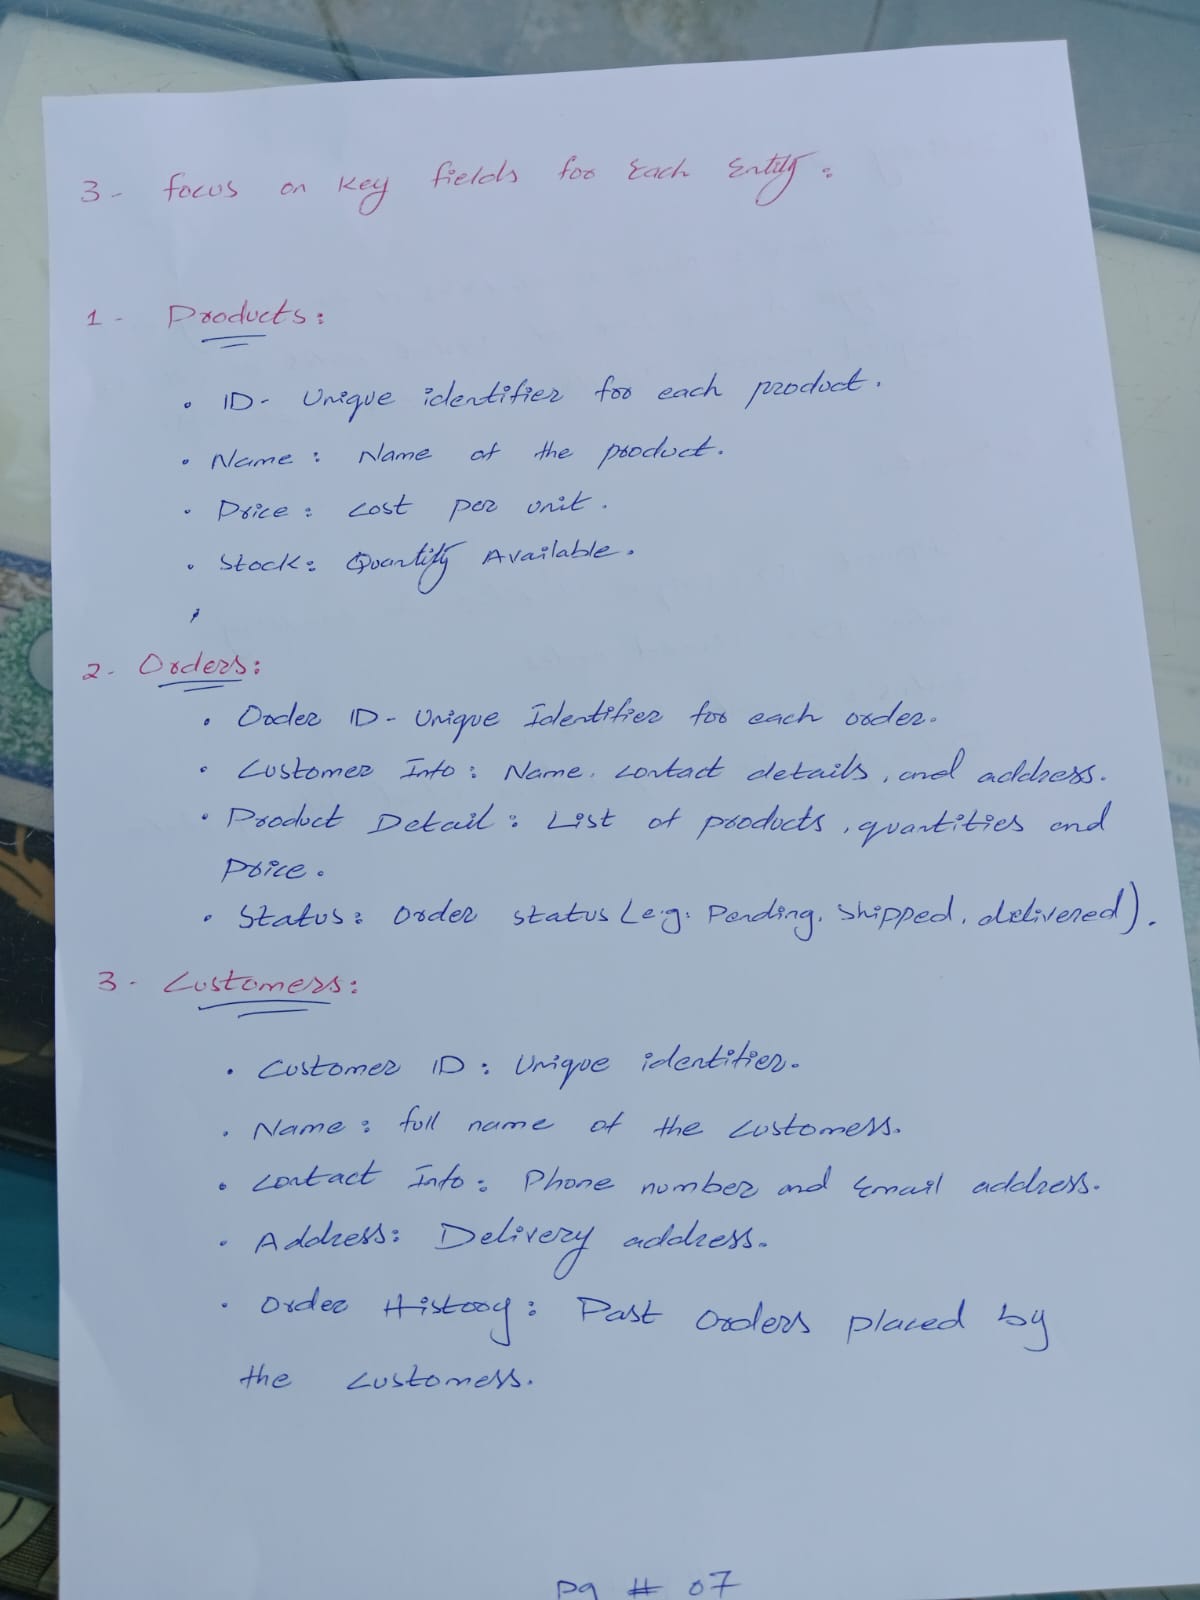 3- focus on key fields for Each Entity:
1- Products:
• ID- Unique identifier for each product.
• Name: Name of the product.
• Price: Cost per unit.
• Stock: Quantity Available.
2- Orders:
• Order ID- Unique Identifier for each order.
• Customer Info: Name, contact details, and address.
• Product Detail: List of products, quantities and
Price.
• Status: Order status (e.g: Pending, Shipped, delivered).
3- Customers:
• Customer ID: Unique identifier.
• Name: full name of the customers.
• Contact Info: Phone number and Email address.
• Address: Delivery address.
• Order History: Past Orders placed by
the customers.
pg # 07